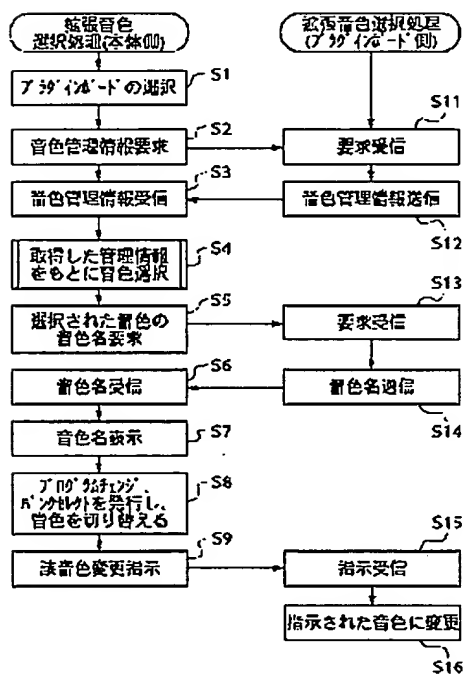 拡張音色
選択処理(本体側)
拡張音色選択処理
(プラグインボード側)
S1
プラグインボードの選択
S2
音色管理情報要求
S11
要求受信
S3
音色管理情報受信
音色管理情報送信
S12
S4
取得した管理情報
をもとに音色選択
S5
選択された音色の
音色名要求
S13
要求受信
S6
音色名受信
音色名送信
S14
S7
音色名表示
S8
プログラムチェンジ、
バンクセレクトを発行し、
音色を切り替える
S9
該音色変更指示
S15
指示受信
指示された音色に変更
S16